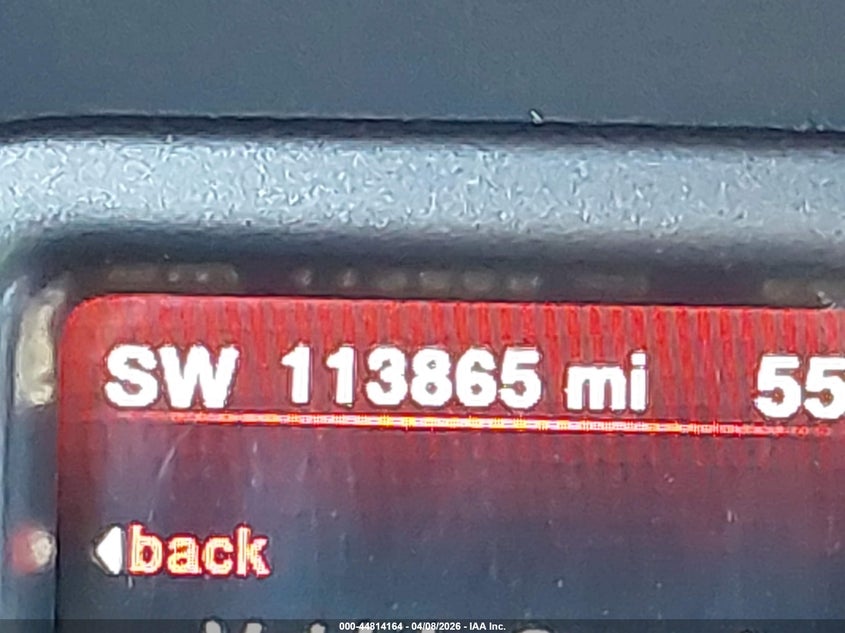 SW 113865 mi 55
back
000-44814164 - 04/08/2026 - IAA Inc.